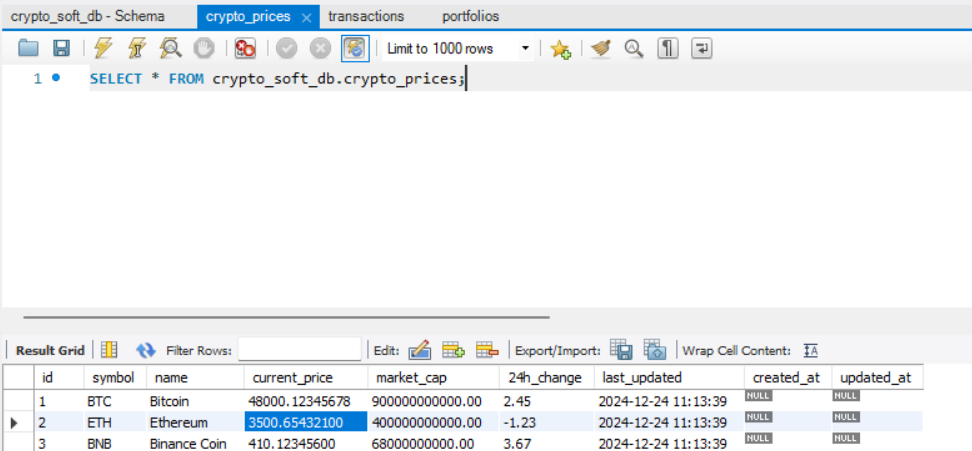 crypto_soft_db - Schema crypto_prices transactions portfolios
Limit to 1000 rows
1 SELECT * FROM crypto_soft_db.crypto_prices;
Result Grid Filter Rows: Edit: Export/Import: Wrap Cell Content: IA
id symbol name current_price market_cap 24h_change last_updated created_at updated_at
1 BTC Bitcoin 48000.12345678 900000000000.00 2.45 2024-12-24 11:13:39 NULL NULL
2 ETH Ethereum 3500.65432100 400000000000.00 -1.23 2024-12-24 11:13:39 NULL NULL
3 BNB Binance Coin 410.12345600 68000000000.00 3.67 2024-12-24 11:13:39 NULL NULL